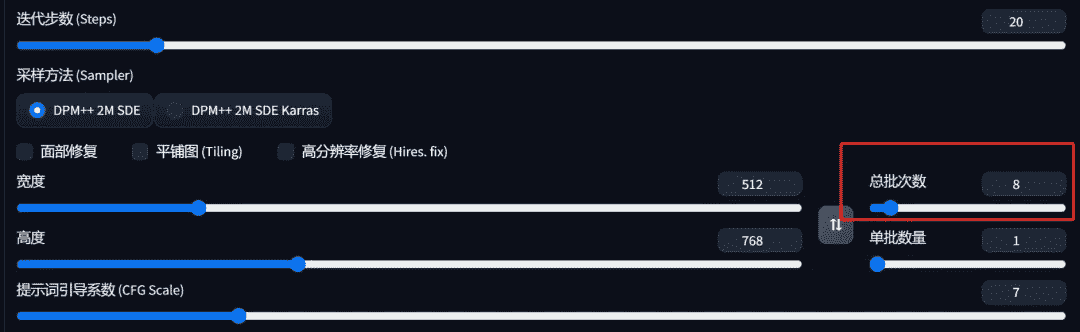 迭代步数 (Steps) 20
采样方法 (Sampler)
DPM++ 2M SDE DPM++ 2M SDE Karras
面部修复 平铺图 (Tiling) 高分辨率修复 (Hires. fix)
宽度 512 总批次数 8
高度 768 单批数量 1
提示词引导系数 (CFG Scale) 7